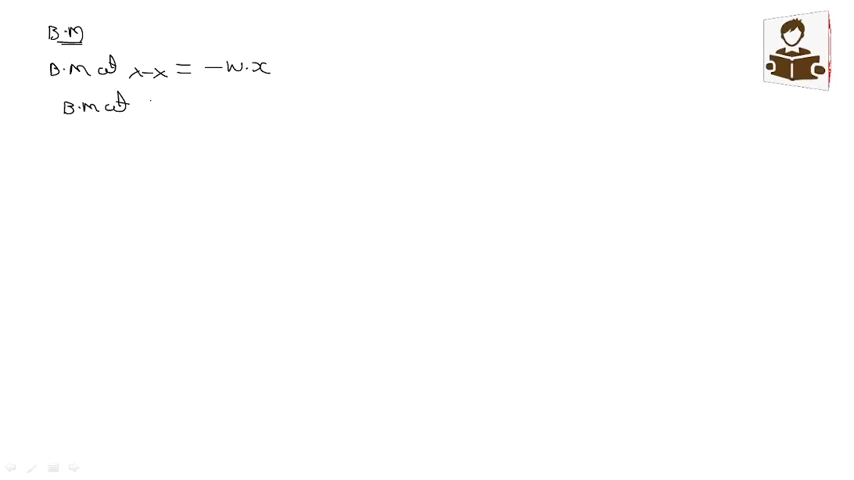 B.M
B.M at x-x = -W.x
B.M at